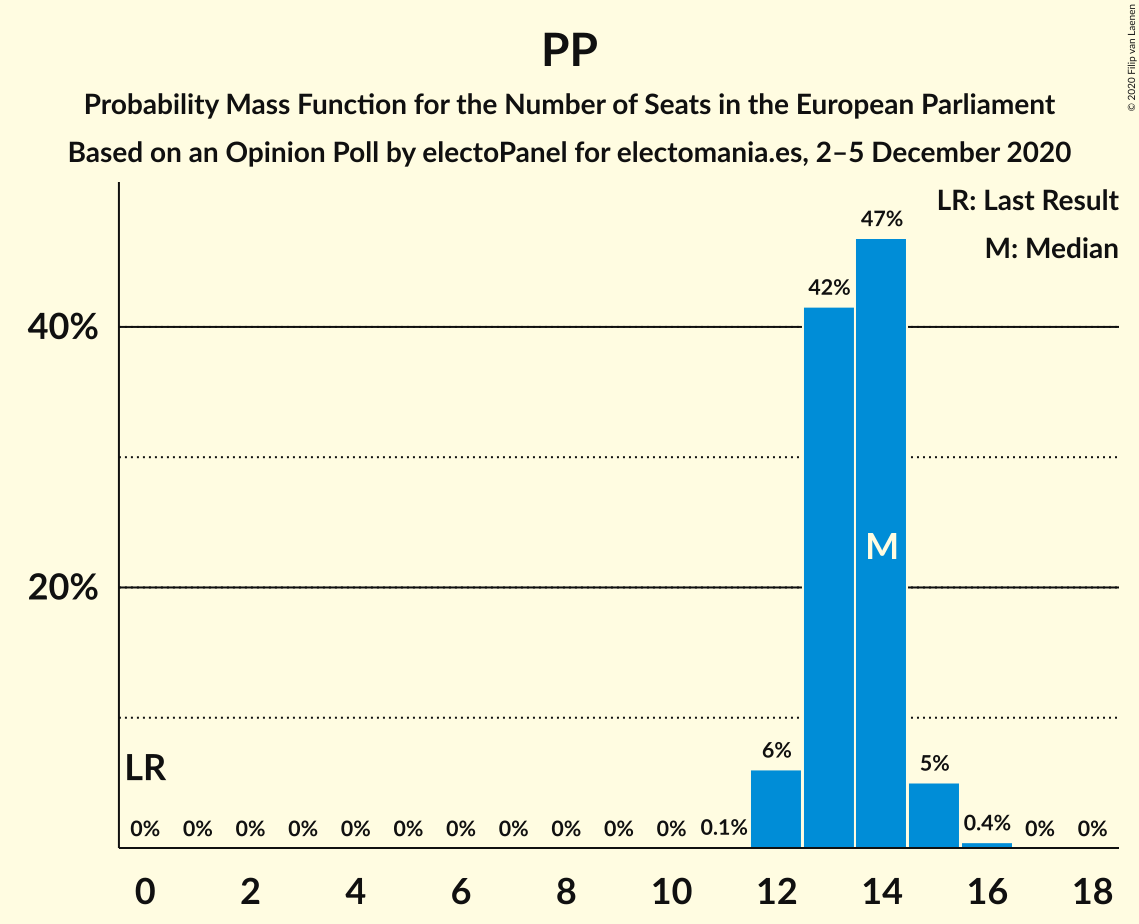 PP
Probability Mass Function for the Number of Seats in the European Parliament
Based on an Opinion Poll by electoPanel for electomania.es, 2–5 December 2020
© 2020 Filip van Laenen
LR: Last Result
M: Median
47%
42%
40%
M
20%
6%
5%
LR
0% 0% 0% 0% 0% 0% 0% 0% 0% 0% 0% 0.1% 0.4% 0% 0%
0 2 4 6 8 10 12 14 16 18